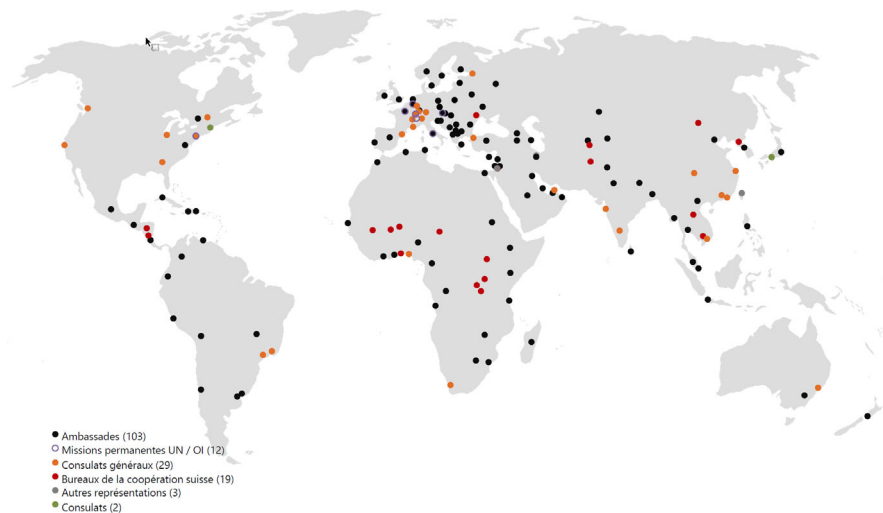 Ambassades (103)
Missions permanentes UN / OI (12)
Consulats généraux (29)
Bureaux de la coopération suisse (19)
Autres représentations (3)
Consulats (2)